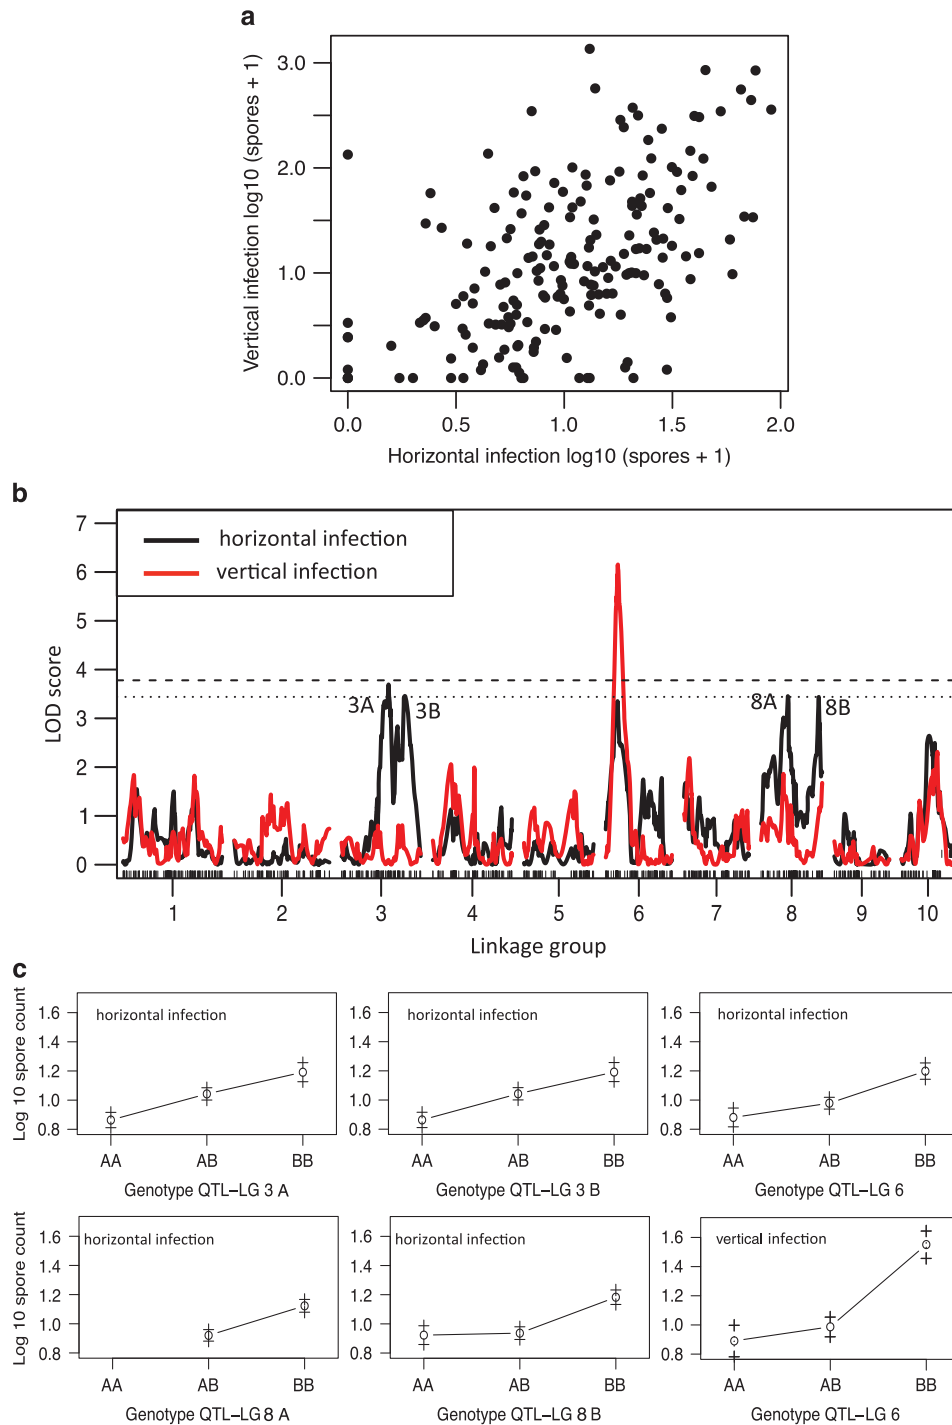 a
Vertical infection log10 (spores + 1)
3.0
2.0
1.0
0.0
0.0 0.5 1.0 1.5 2.0
Horizontal infection log10 (spores + 1)
b
horizontal infection
vertical infection
LOD score
7
6
5
4
3
2
1
0
3A 3B 8A 8B
1 2 3 4 5 6 7 8 9 10
Linkage group
c
Log 10 spore count
1.6
1.4
1.2
1.0
0.8
horizontal infection
AA AB BB
Genotype QTL–LG 3 A
1.6
1.4
1.2
1.0
0.8
horizontal infection
AA AB BB
Genotype QTL–LG 3 B
1.6
1.4
1.2
1.0
0.8
horizontal infection
AA AB BB
Genotype QTL–LG 6
Log 10 spore count
1.6
1.4
1.2
1.0
0.8
horizontal infection
AA AB BB
Genotype QTL–LG 8 A
1.6
1.4
1.2
1.0
0.8
horizontal infection
AA AB BB
Genotype QTL–LG 8 B
1.6
1.4
1.2
1.0
0.8
vertical infection
AA AB BB
Genotype QTL–LG 6